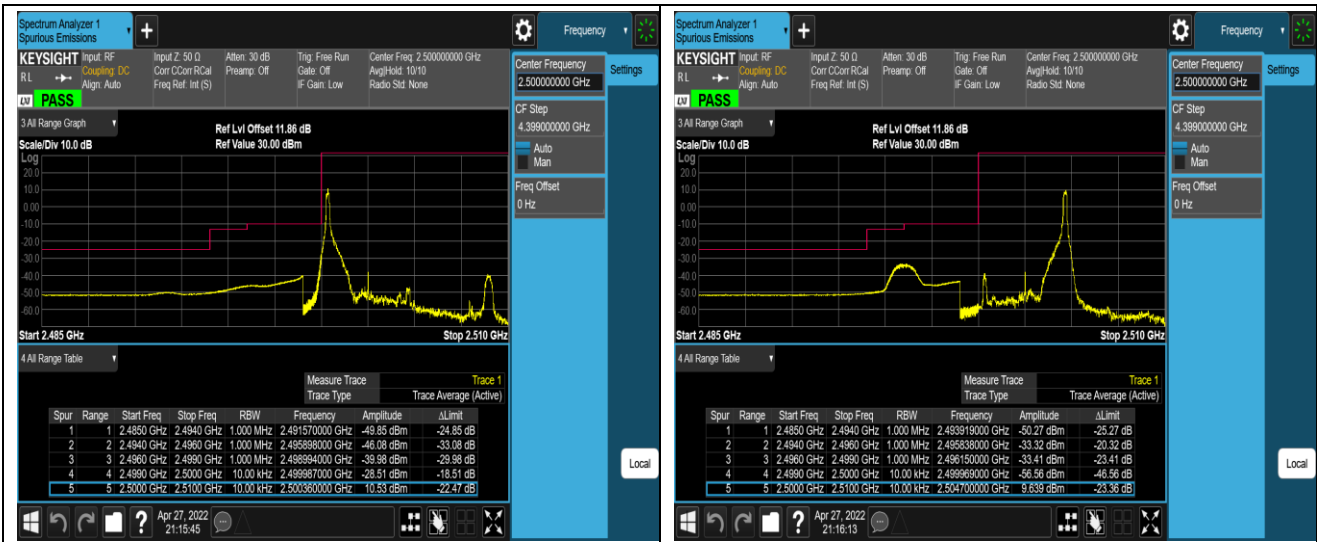 Spectrum Analyzer 1
Spurious Emissions
Frequency
KEYSIGHT
Input: RF
Coupling: DC
Align: Auto
Input Z: 50 Ω
Corr CCorr RCal
Freq Ref: Int (S)
Atten: 30 dB
Preamp: Off
Trig: Free Run
Gate: Off
IF Gain: Low
Center Freq: 2.500000000 GHz
Avg|Hold: 10/10
Radio Std: None
R L
LXI
PASS
Center Frequency
2.500000000 GHz
Settings
CF Step
4.399000000 GHz
Auto
Man
Freq Offset
0 Hz
3 All Range Graph
Ref Lvl Offset 11.86 dB
Scale/Div 10.0 dB
Ref Value 30.00 dBm
Log
20.0
10.0
0.00
-10.0
-20.0
-30.0
-40.0
-50.0
-60.0
Start 2.485 GHz
Stop 2.510 GHz
4 All Range Table
Measure Trace Trace 1
Trace Type Trace Average (Active)
Spur Range Start Freq Stop Freq RBW Frequency Amplitude ΔLimit
1 1 2.4850 GHz 2.4940 GHz 1.000 MHz 2.491570000 GHz -49.85 dBm -24.85 dB
2 2 2.4940 GHz 2.4960 GHz 1.000 MHz 2.495898000 GHz -46.08 dBm -33.08 dB
3 3 2.4960 GHz 2.4990 GHz 1.000 MHz 2.498994000 GHz -39.98 dBm -29.98 dB
4 4 2.4990 GHz 2.5000 GHz 10.00 kHz 2.499987000 GHz -28.51 dBm -18.51 dB
5 5 2.5000 GHz 2.5100 GHz 10.00 kHz 2.500360000 GHz 10.53 dBm -22.47 dB
Local
?
Apr 27, 2022
21:15:45
Spectrum Analyzer 1
Spurious Emissions
Frequency
KEYSIGHT
Input: RF
Coupling: DC
Align: Auto
Input Z: 50 Ω
Corr CCorr RCal
Freq Ref: Int (S)
Atten: 30 dB
Preamp: Off
Trig: Free Run
Gate: Off
IF Gain: Low
Center Freq: 2.500000000 GHz
Avg|Hold: 10/10
Radio Std: None
R L
LXI
PASS
Center Frequency
2.500000000 GHz
Settings
CF Step
4.399000000 GHz
Auto
Man
Freq Offset
0 Hz
3 All Range Graph
Ref Lvl Offset 11.86 dB
Scale/Div 10.0 dB
Ref Value 30.00 dBm
Log
20.0
10.0
0.00
-10.0
-20.0
-30.0
-40.0
-50.0
-60.0
Start 2.485 GHz
Stop 2.510 GHz
4 All Range Table
Measure Trace Trace 1
Trace Type Trace Average (Active)
Spur Range Start Freq Stop Freq RBW Frequency Amplitude ΔLimit
1 1 2.4850 GHz 2.4940 GHz 1.000 MHz 2.493919000 GHz -50.27 dBm -25.27 dB
2 2 2.4940 GHz 2.4960 GHz 1.000 MHz 2.495838000 GHz -33.32 dBm -20.32 dB
3 3 2.4960 GHz 2.4990 GHz 1.000 MHz 2.496150000 GHz -33.41 dBm -23.41 dB
4 4 2.4990 GHz 2.5000 GHz 10.00 kHz 2.499969000 GHz -56.56 dBm -46.56 dB
5 5 2.5000 GHz 2.5100 GHz 10.00 kHz 2.504700000 GHz 9.639 dBm -23.36 dB
Local
?
Apr 27, 2022
21:16:13